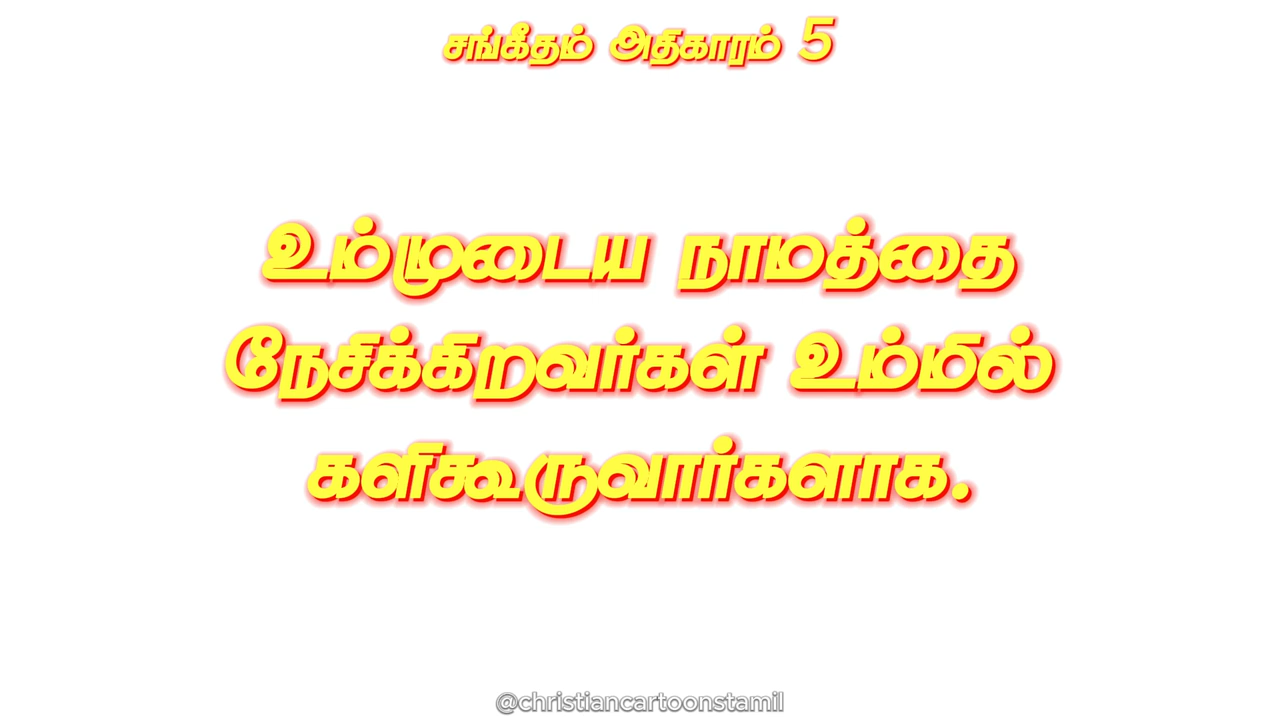 சங்கீதம் அதிகாரம் 5
உம்முடைய நாமத்தை
நேசிக்கிறவர்கள் உம்மில்
களிகூருவார்களாக.
@christiancartoonstamil